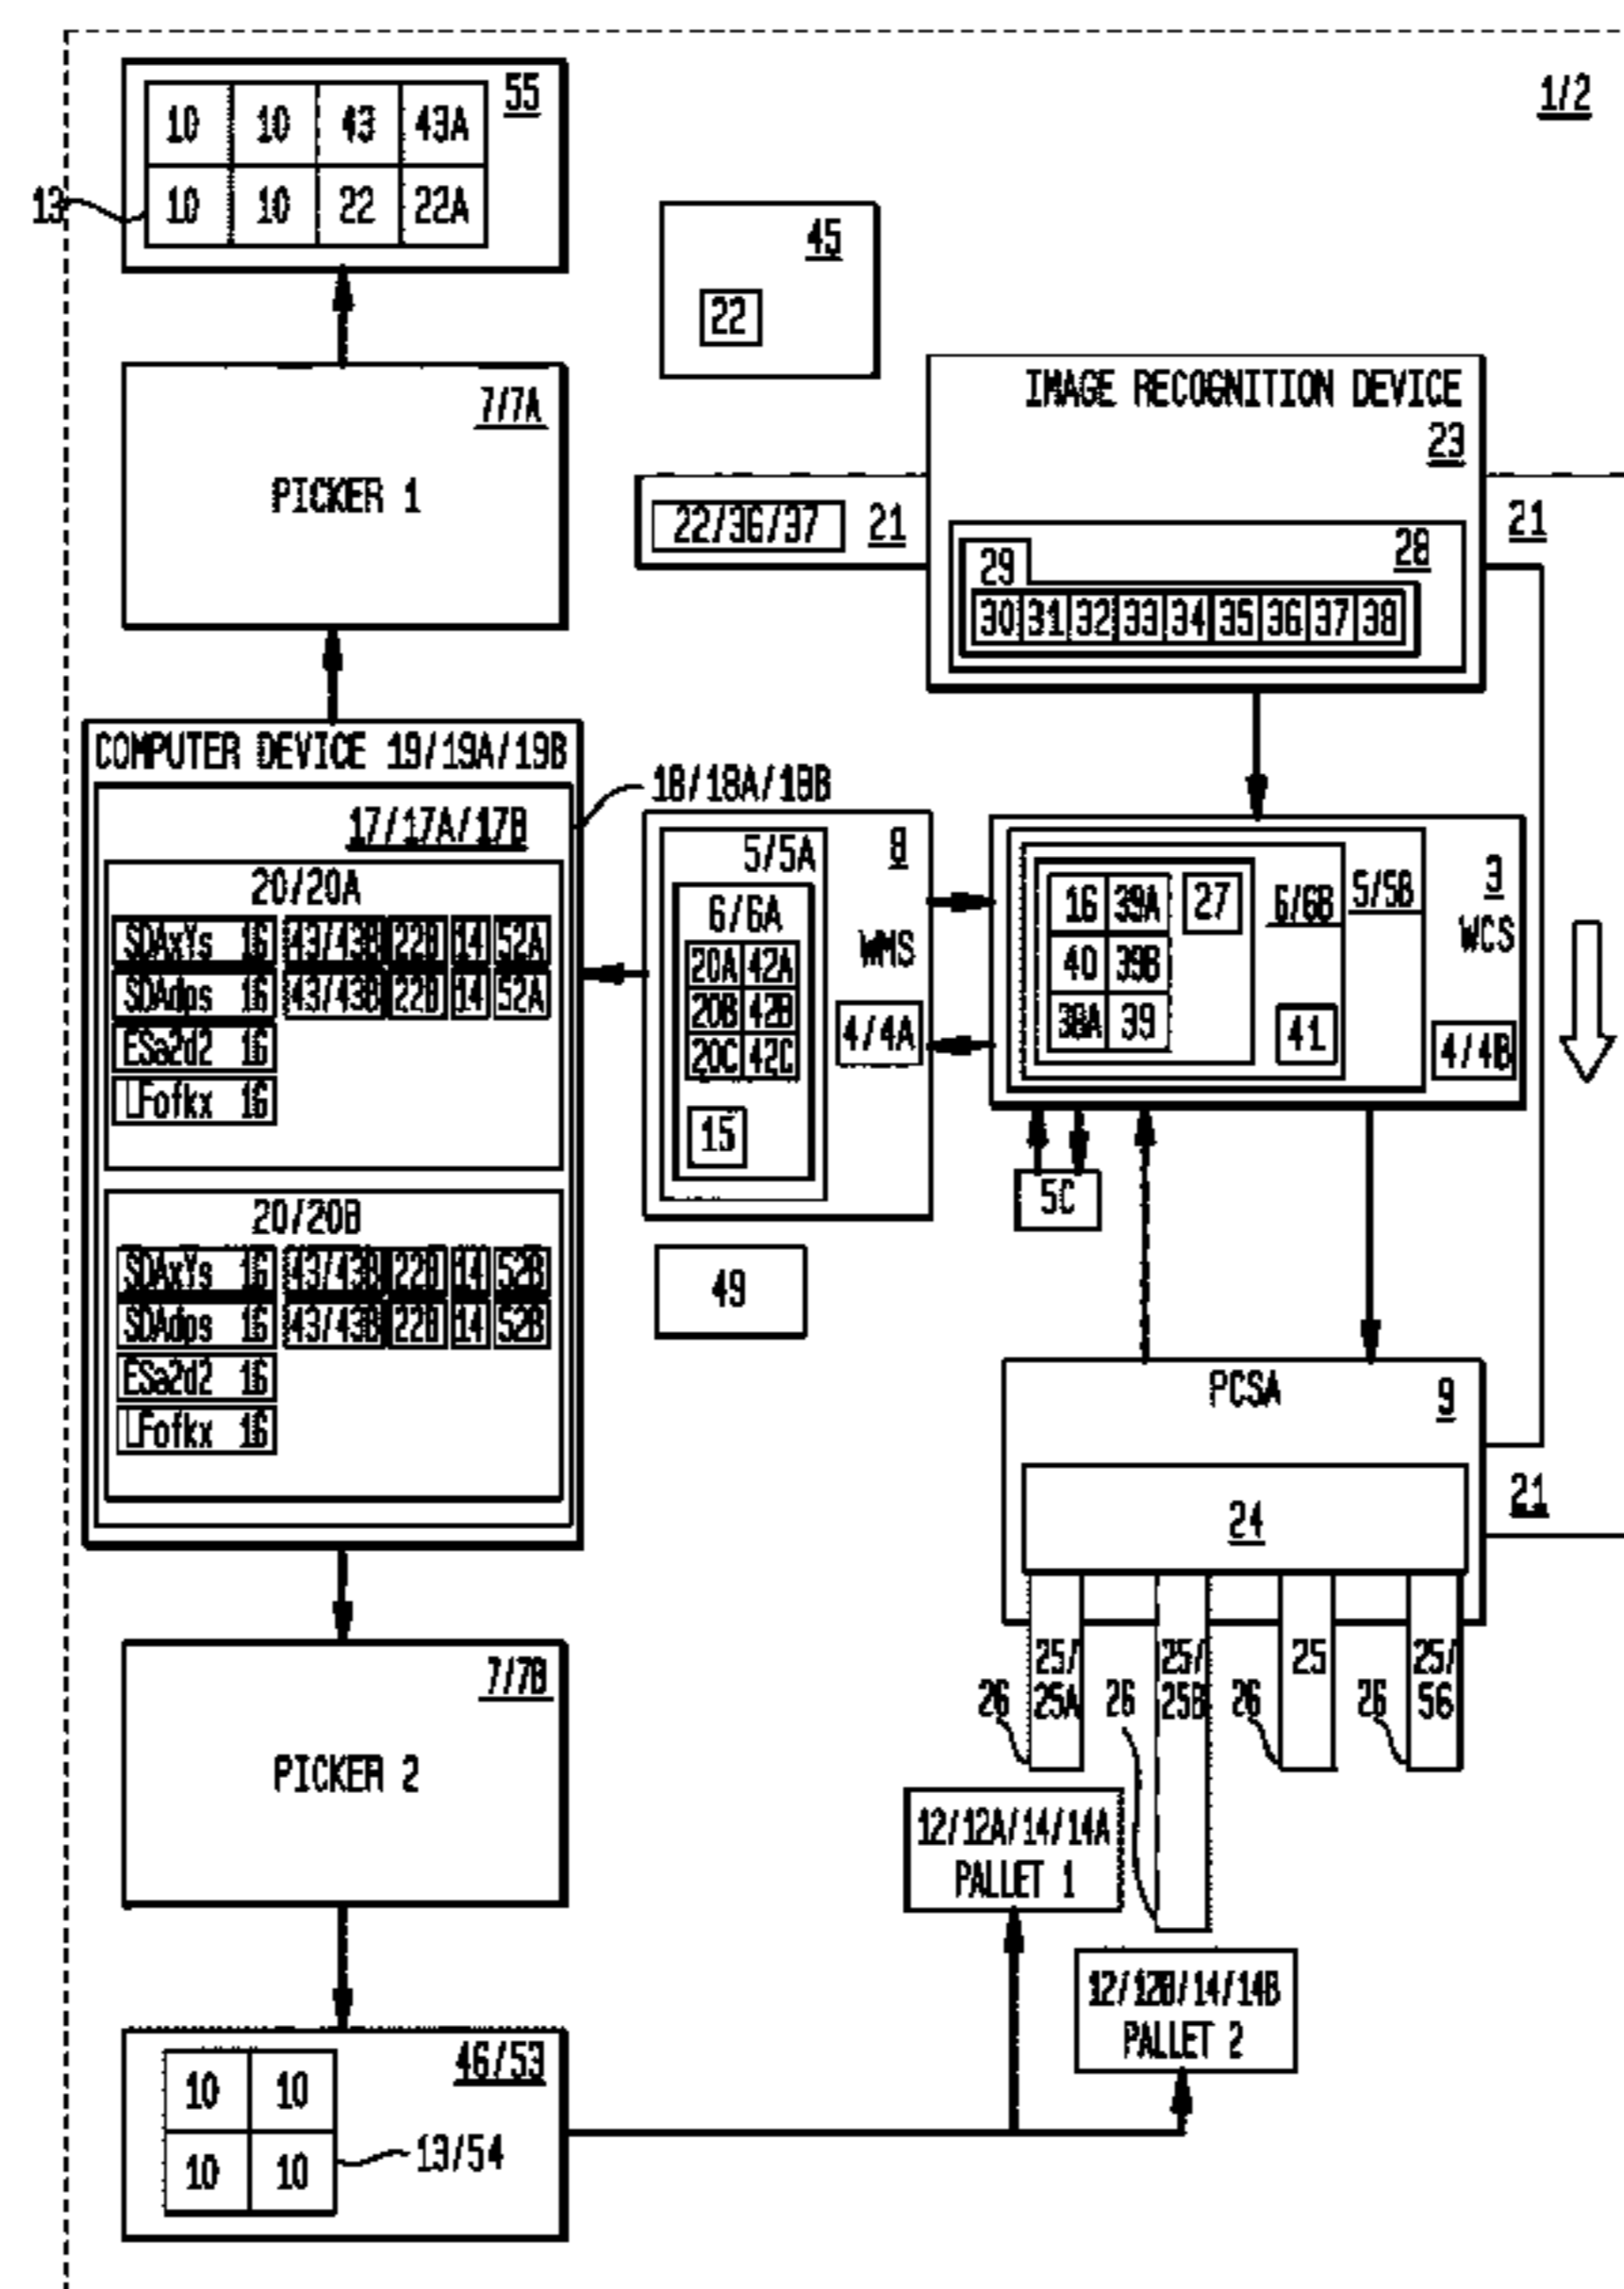 1/2
55
10 10 43 43A
10 10 22 22A
13
45
22
7/7A
PICKER 1
IMAGE RECOGNITION DEVICE
23
22/36/37 21
21
28
29
30 31 32 33 34 35 36 37 38
COMPUTER DEVICE 19/19A/19B
18/18A/18B
17/17A/17B
20/20A
SDAxYs 16 43/43B 22B 14 52A
SDAdps 16 43/43B 22B 14 52A
ESa2d2 16
LFofkx 16
20/20B
SDAxYs 16 43/43B 22B 14 52B
SDAdps 16 43/43B 22B 14 52B
ESa2d2 16
LFofkx 16
5/5A
8
6/6A
WMS
20A 42A
20B 42B
20C 42C
4/4A
15
49
16 39A 27
40 39B
38A 39
41
6/6B
5/5B
3
WCS
4/4B
5C
PCSA
9
24
21
25/
25A
25/
25B
25
25/
56
26
26
26
26
7/7B
PICKER 2
12/12A/14/14A
PALLET 1
12/12B/14/14B
PALLET 2
46/53
10 10
10 10
13/54